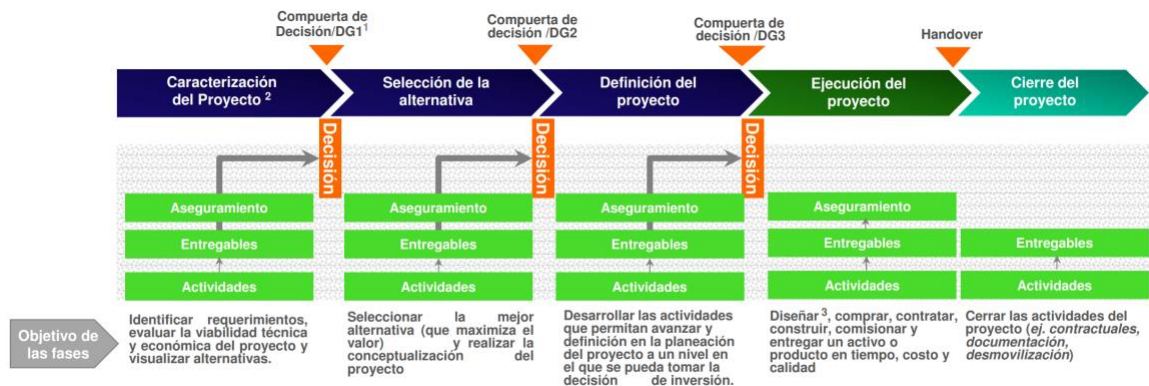 Compuerta de
Decisión/DG1¹
Compuerta de
decisión /DG2
Compuerta de
decisión /DG3
Handover
Caracterización
del Proyecto ²
Selección de la
alternativa
Definición del
proyecto
Ejecución del
proyecto
Cierre del
proyecto
Decisión
Decisión
Decisión
Aseguramiento
Aseguramiento
Aseguramiento
Aseguramiento
Entregables
Entregables
Entregables
Entregables
Entregables
Actividades
Actividades
Actividades
Actividades
Actividades
Objetivo de
las fases
Identificar requerimientos,
evaluar la viabilidad técnica
y económica del proyecto y
visualizar alternativas.
Seleccionar la mejor
alternativa (que maximiza el
valor) y realizar la
conceptualización del
proyecto
Desarrollar las actividades
que permitan avanzar y
definición en la planeación
del proyecto a un nivel en
el que se pueda tomar la
decisión de inversión.
Diseñar ³, comprar, contratar,
construir, comisionar y
entregar un activo o
producto en tiempo, costo y
calidad
Cerrar las actividades del
proyecto (ej. contractuales,
documentación,
desmovilización)